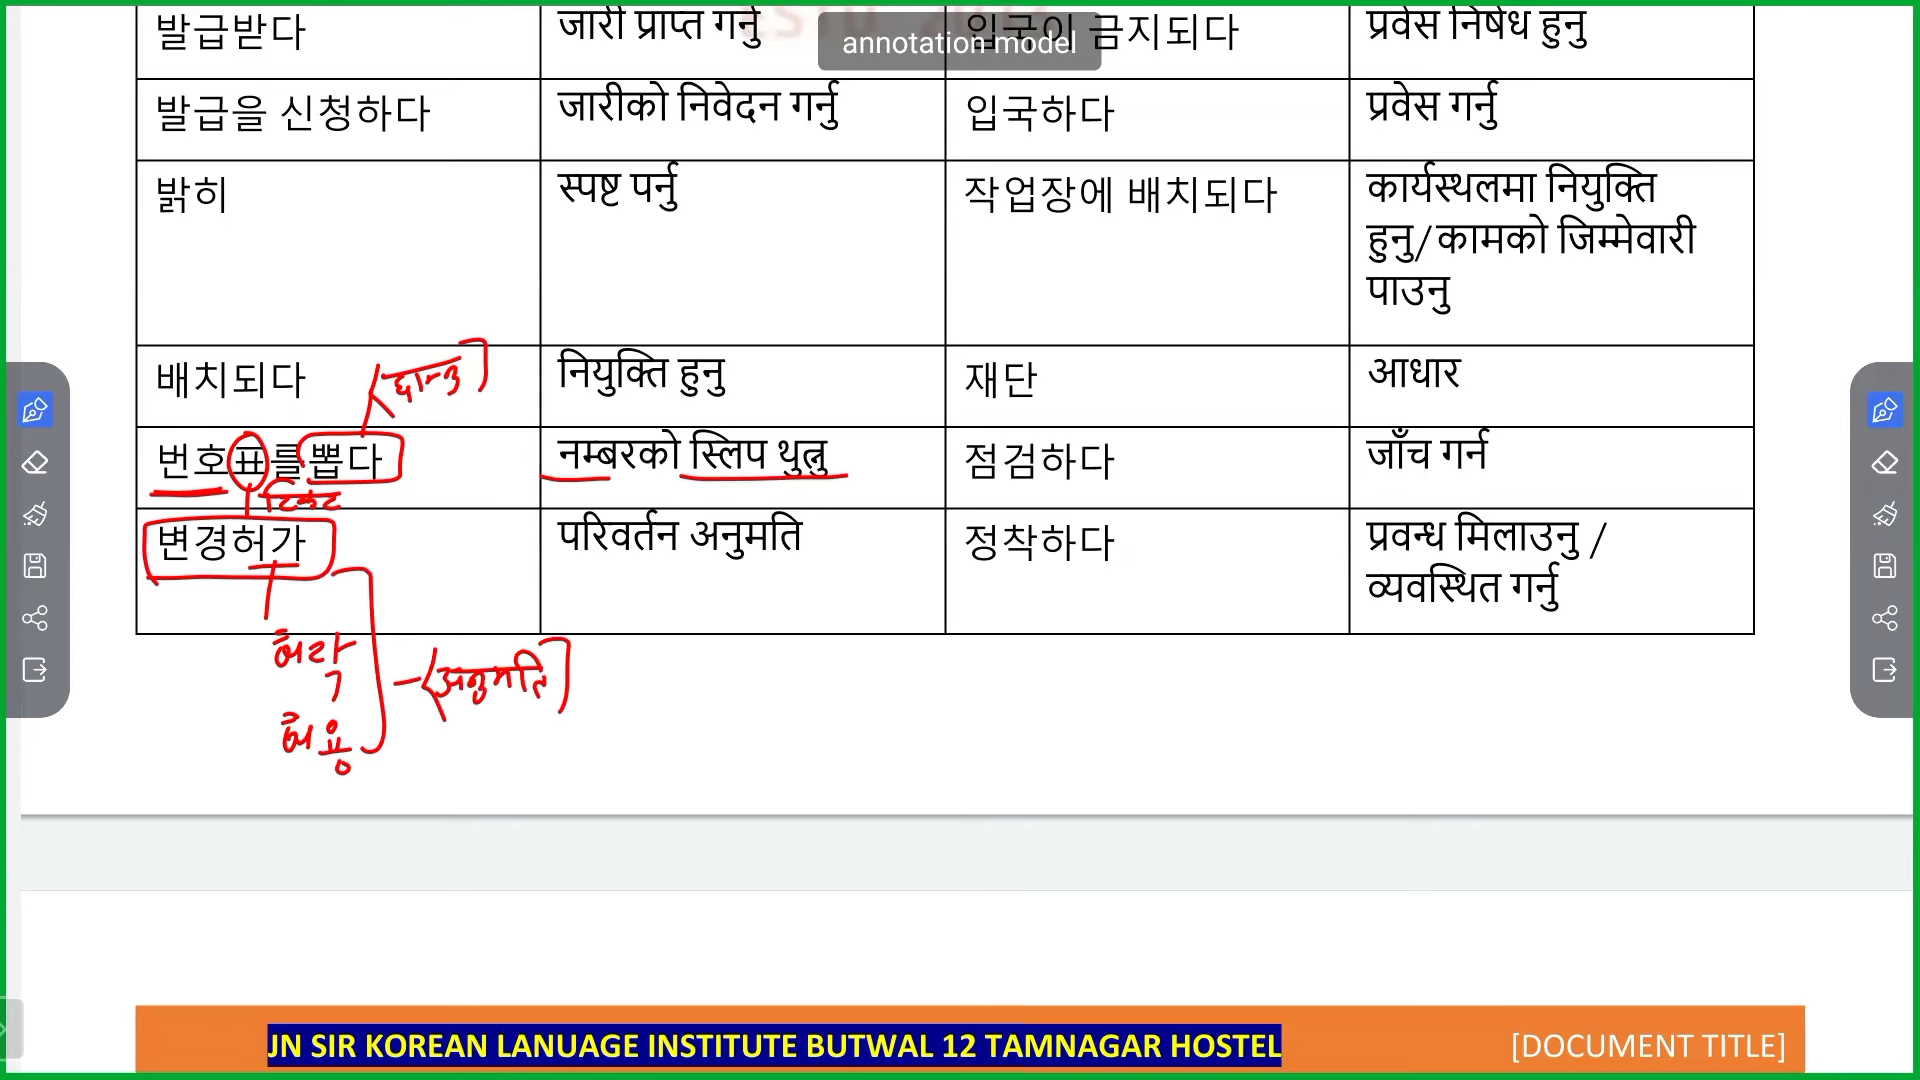 발급받다 जारी प्राप्त गर्नु 입국이 금지되다 प्रवेस निषेध हुनु
annotation model
발급을 신청하다 जारीको निवेदन गर्नु 입국하다 प्रवेस गर्नु
밝히 स्पष्ट पर्नु 작업장에 배치되다 कार्यस्थलमा नियुक्ति
हुनु/कामको जिम्मेवारी
पाउनु
배치되다 नियुक्ति हुनु 재단 आधार
번호표를 뽑다 नम्बरको स्लिप थुत्नु 점검하다 जाँच गर्न
टिकट
변경허가 परिवर्तन अनुमति 정착하다 प्रवन्ध मिलाउनु /
व्यवस्थित गर्नु
허락
अनुमति
허용
JN SIR KOREAN LANUAGE INSTITUTE BUTWAL 12 TAMNAGAR HOSTEL [DOCUMENT TITLE]